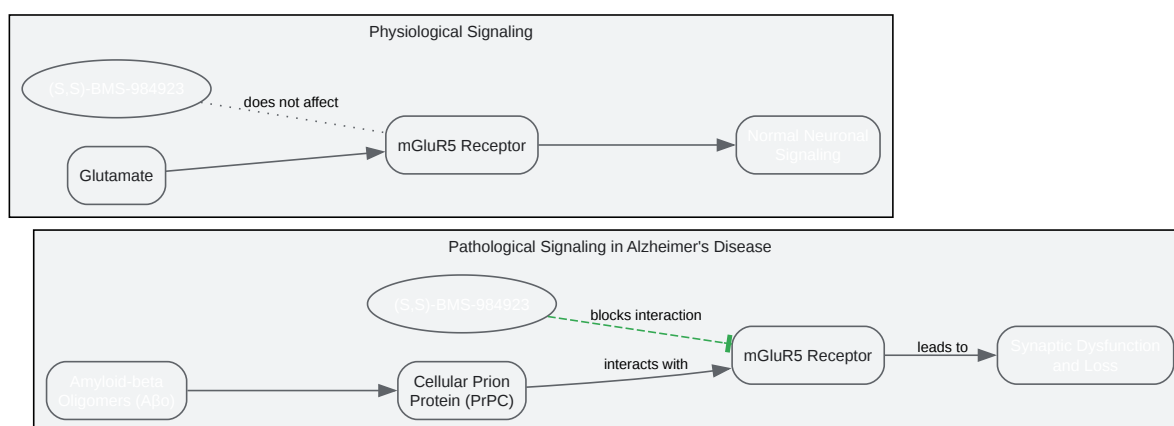 Physiological Signaling
(S,S)-BMS-984923
does not affect
Glutamate
mGluR5 Receptor
Normal Neuronal
Signaling
Pathological Signaling in Alzheimer's Disease
(S,S)-BMS-984923
blocks interaction
Amyloid-beta
Oligomers (Aβo)
Cellular Prion
Protein (PrPC)
interacts with
mGluR5 Receptor
leads to
Synaptic Dysfunction
and Loss